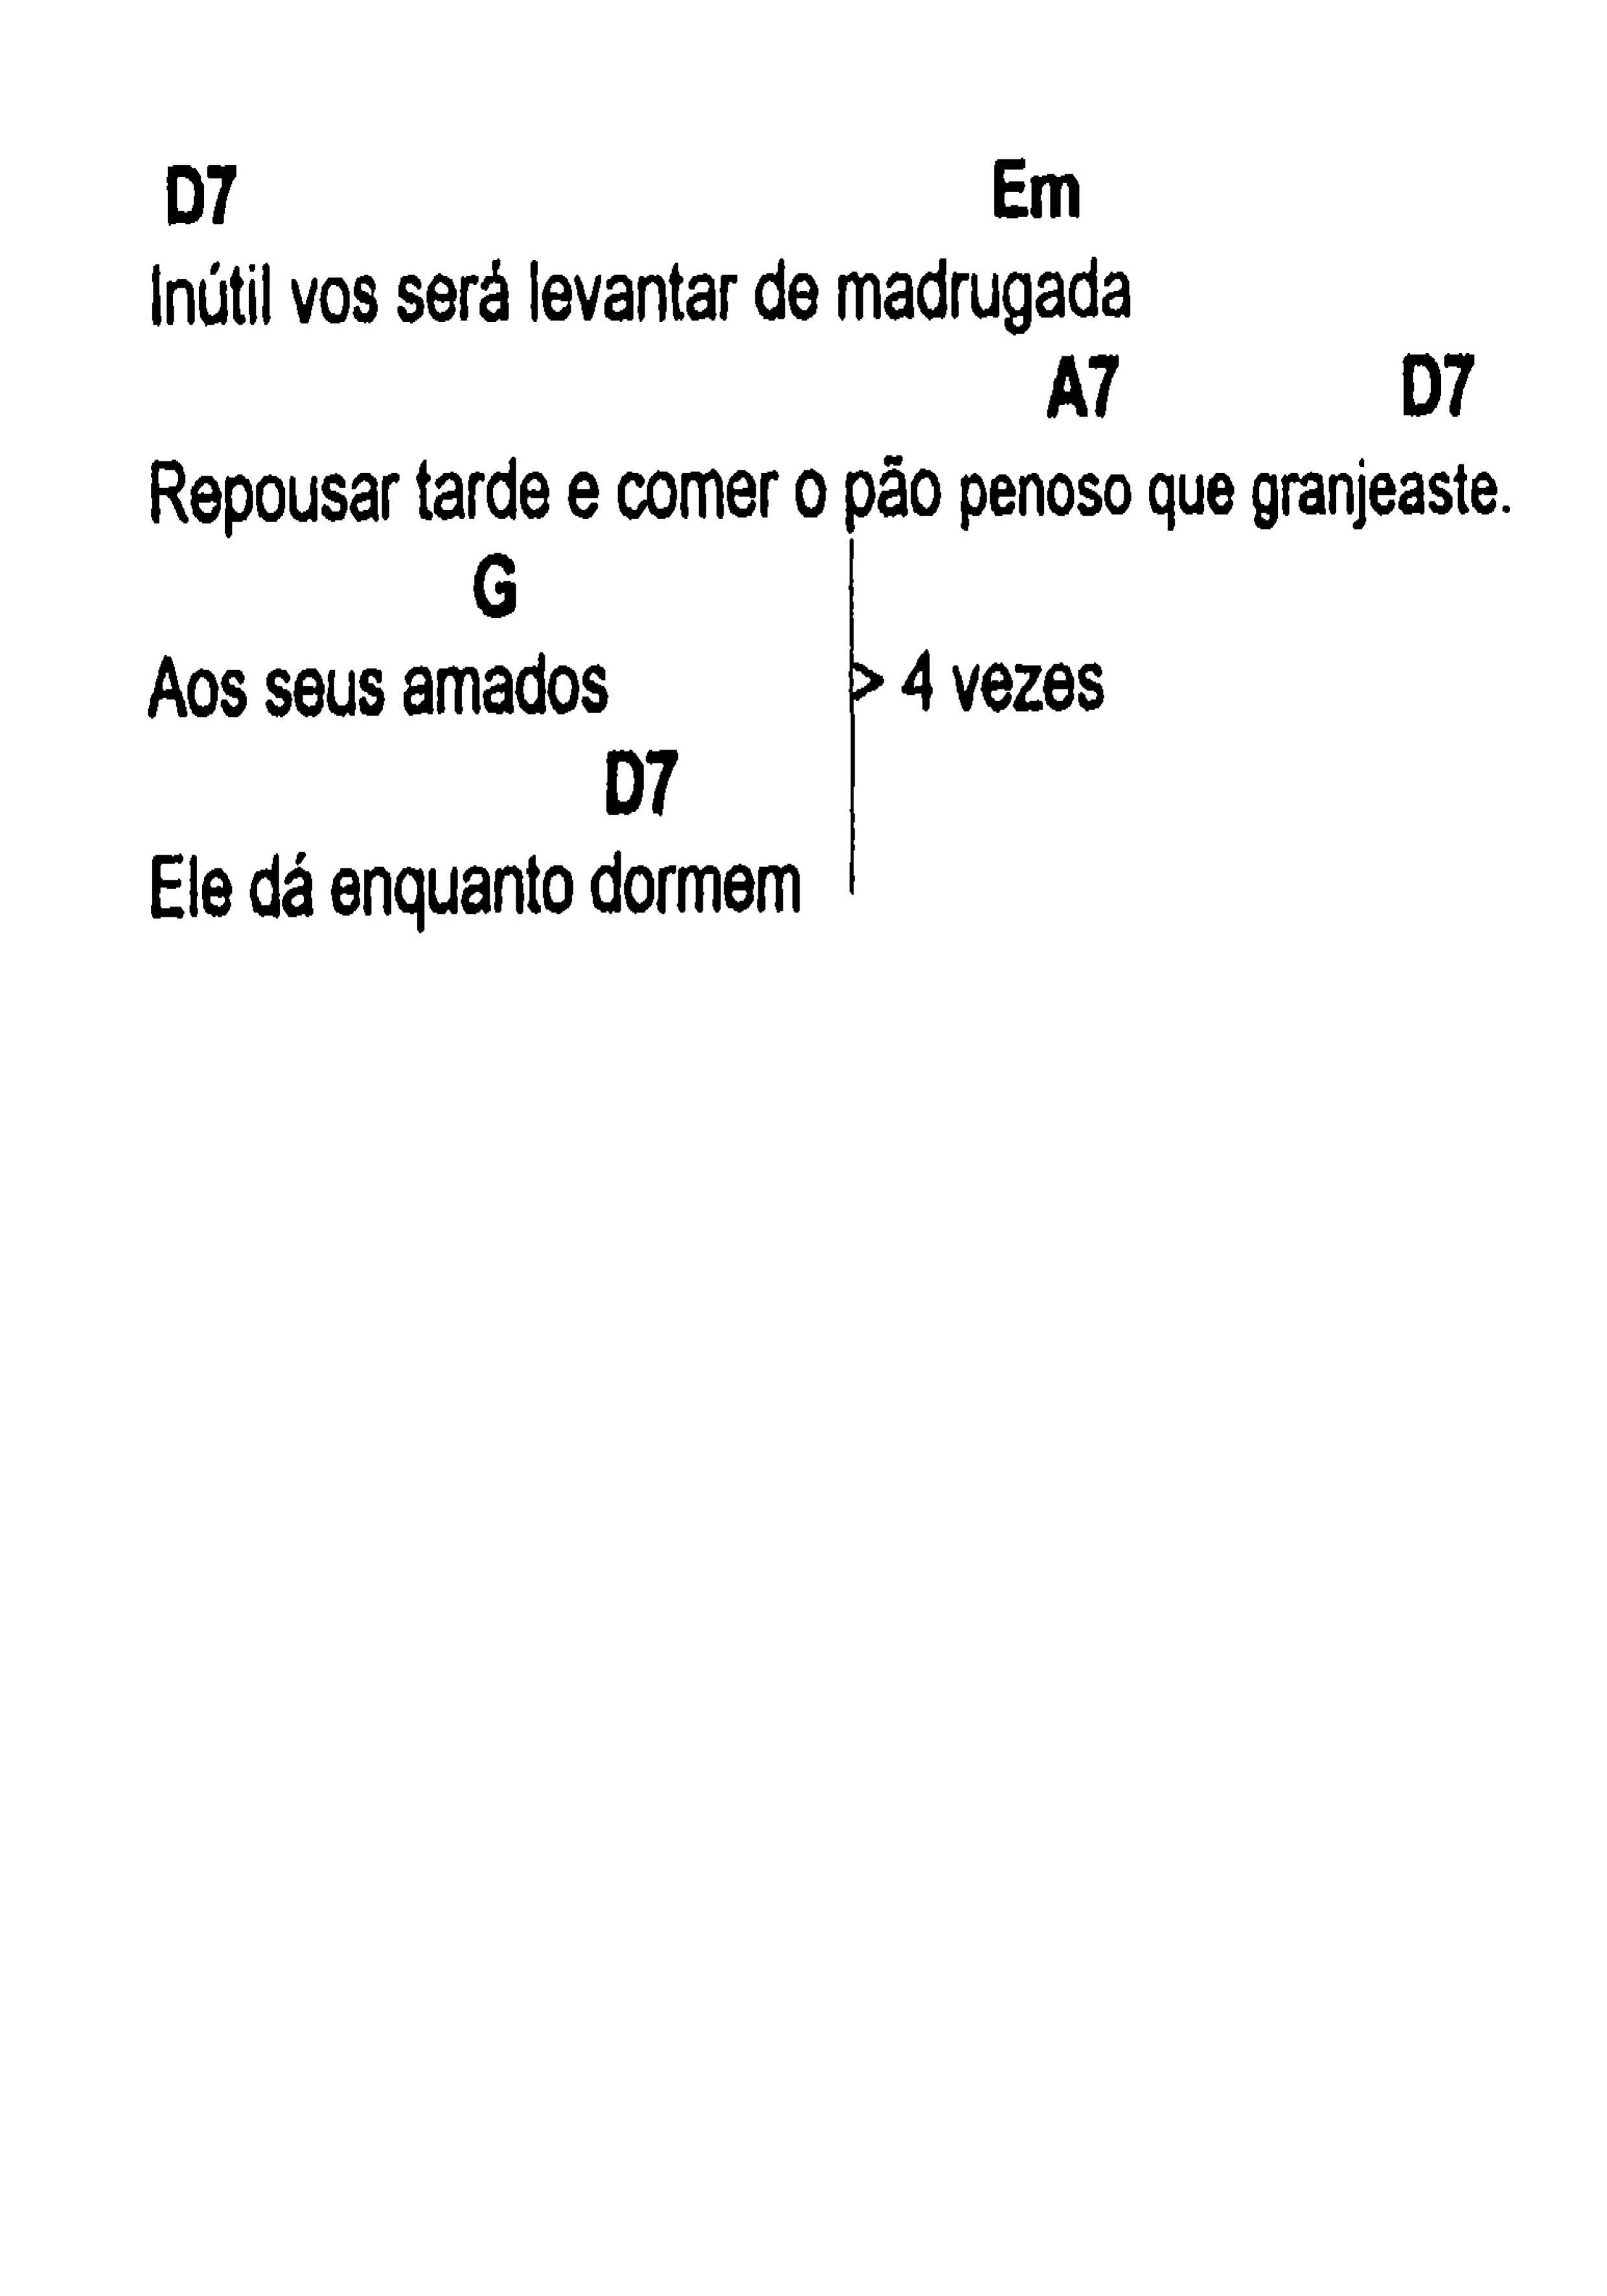 D7 Em
Inútil vos será levantar de madrugada
A7 D7
Repousar tarde e comer o pão penoso que granjeaste.
G
Aos seus amados > 4 vezes
D7
Ele dá enquanto dormem